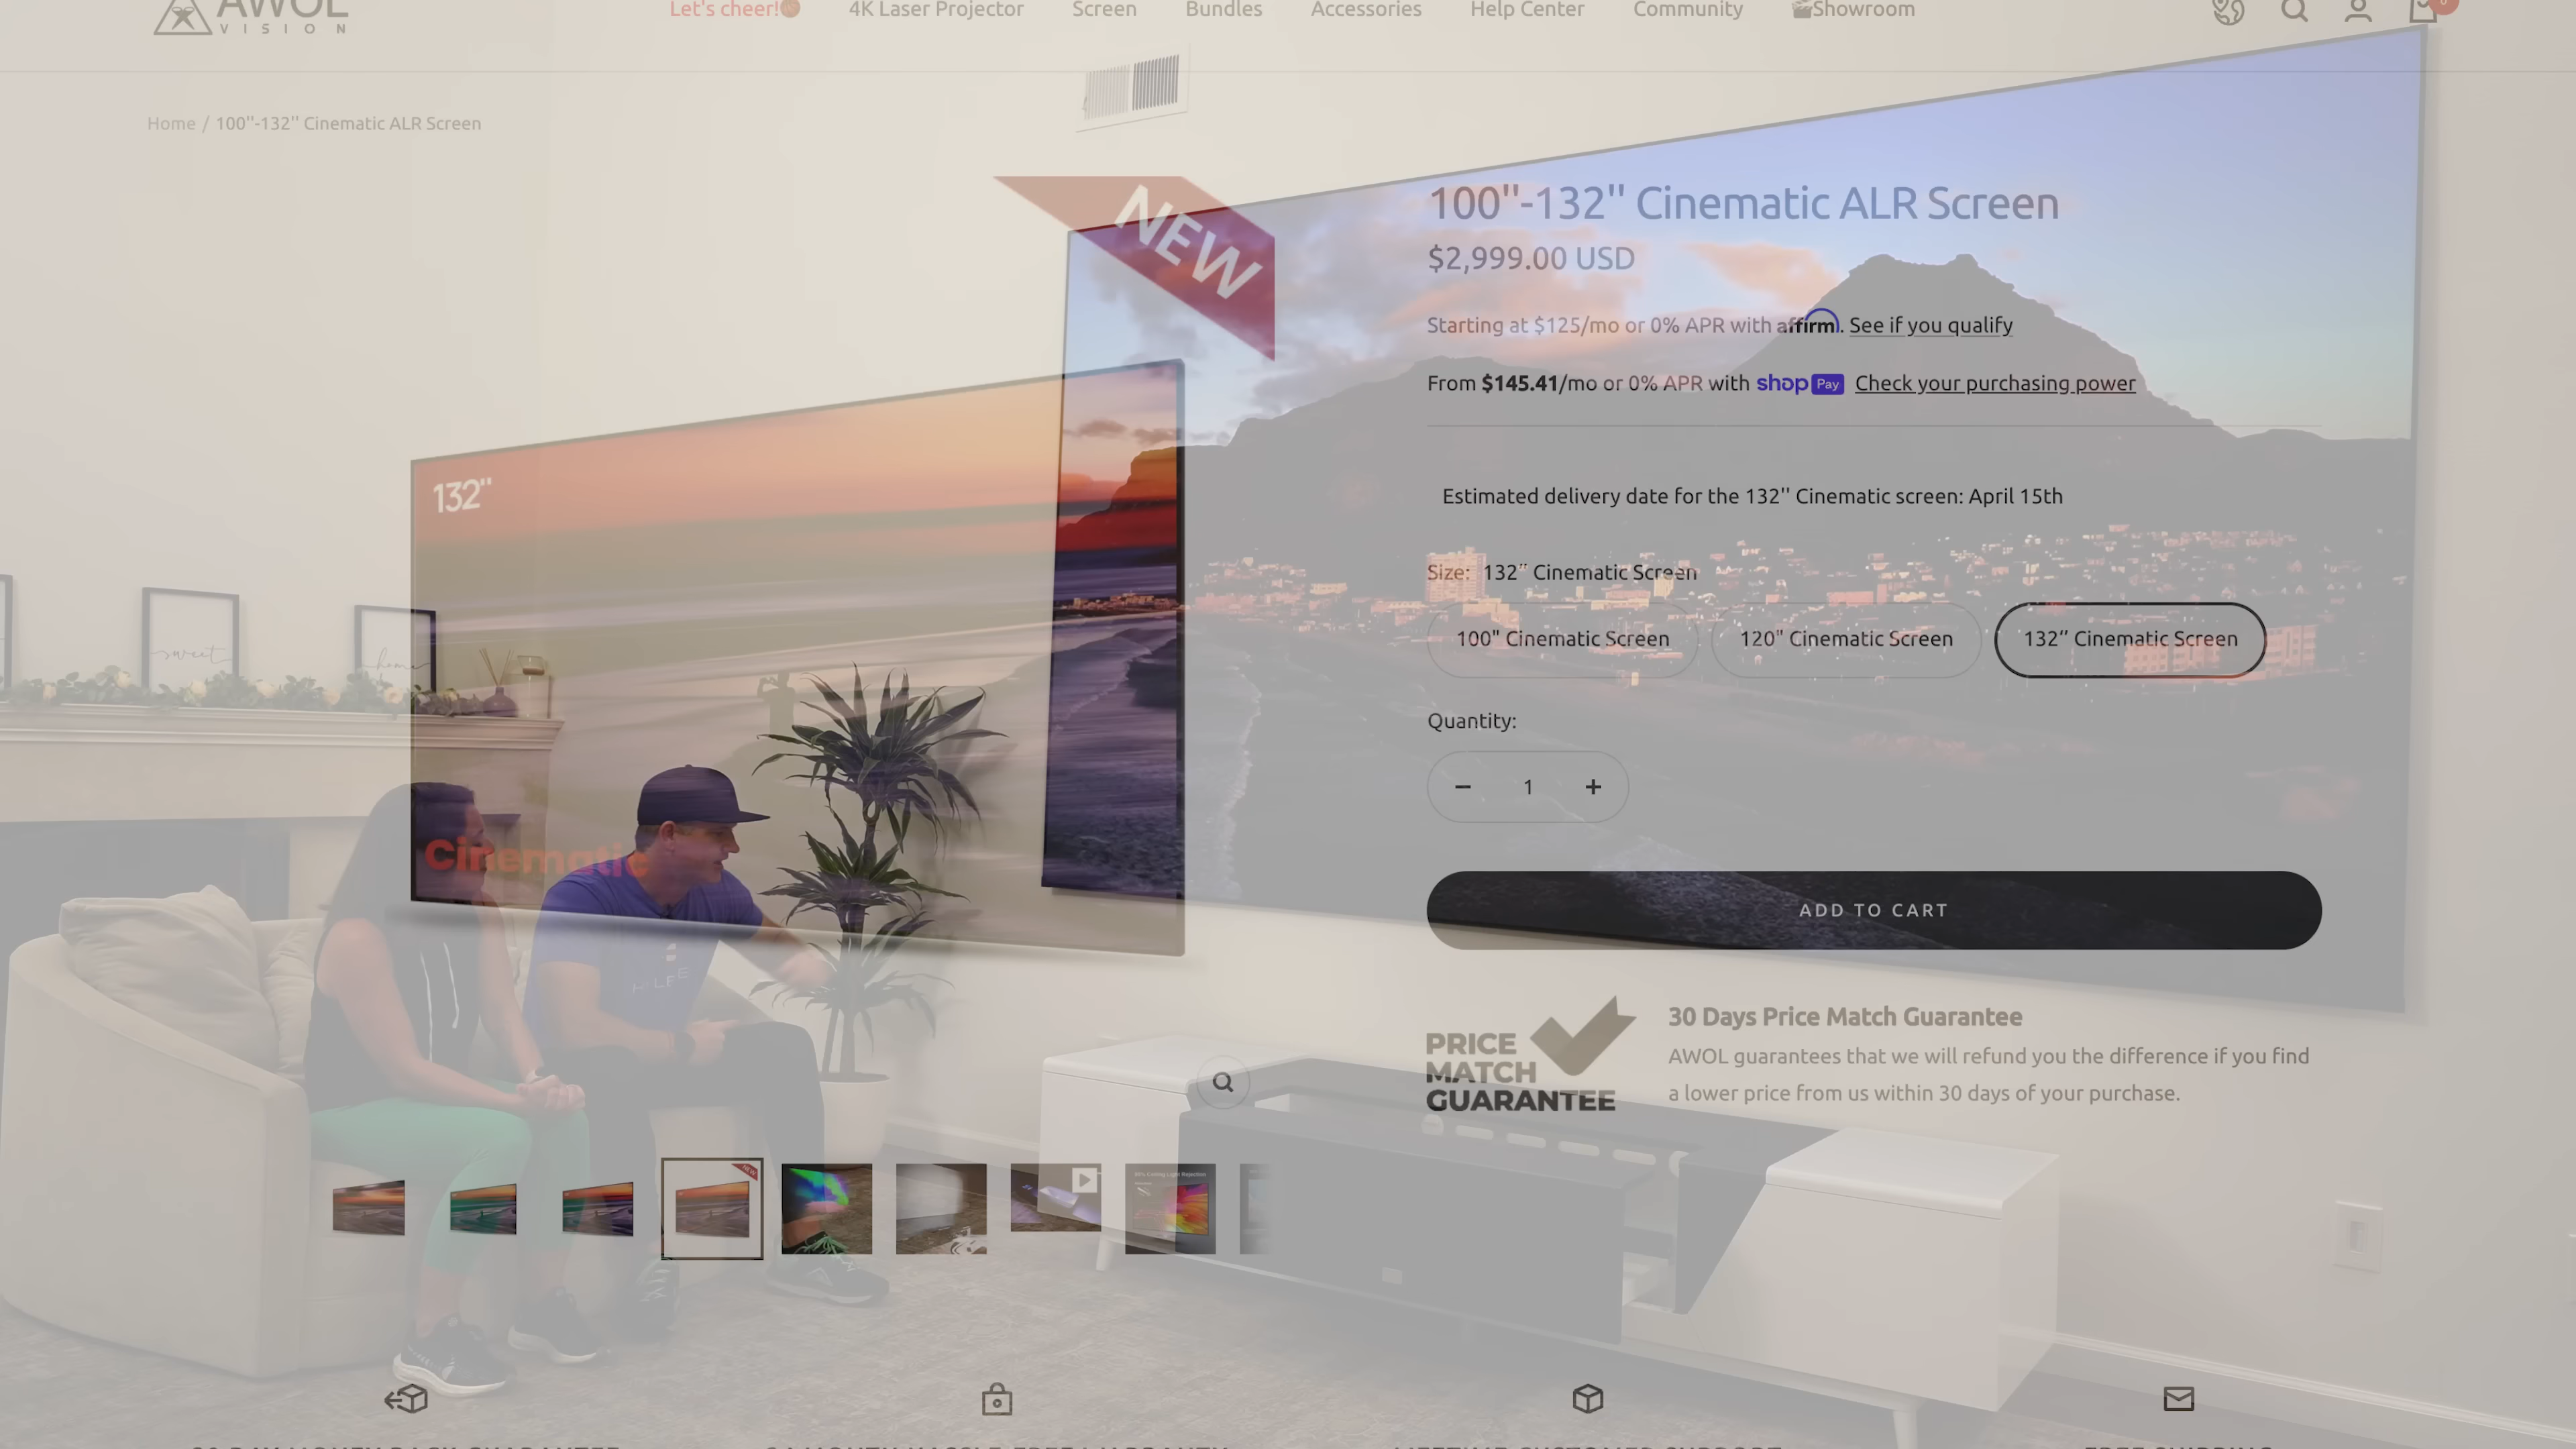 AWOL
VISION
Let's cheer!
4K Laser Projector
Screen
Bundles
Accessories
Help Center
Community
Showroom
0
Home / 100''-132'' Cinematic ALR Screen
NEW
132"
Cinematic
sweet
home
HYLETE
100''-132'' Cinematic ALR Screen
$2,999.00 USD
Starting at $125/mo or 0% APR with affirm. See if you qualify
From $145.41/mo or 0% APR with shop Pay Check your purchasing power
Estimated delivery date for the 132'' Cinematic screen: April 15th
Size: 132" Cinematic Screen
100" Cinematic Screen
120" Cinematic Screen
132" Cinematic Screen
Quantity:
− 1 +
ADD TO CART
PRICE
MATCH
GUARANTEE
30 Days Price Match Guarantee
AWOL guarantees that we will refund you the difference if you find
a lower price from us within 30 days of your purchase.